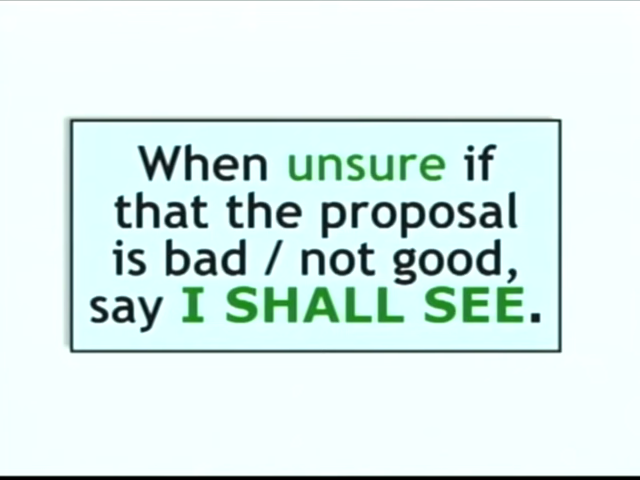 When unsure if
that the proposal
is bad / not good,
say I SHALL SEE.